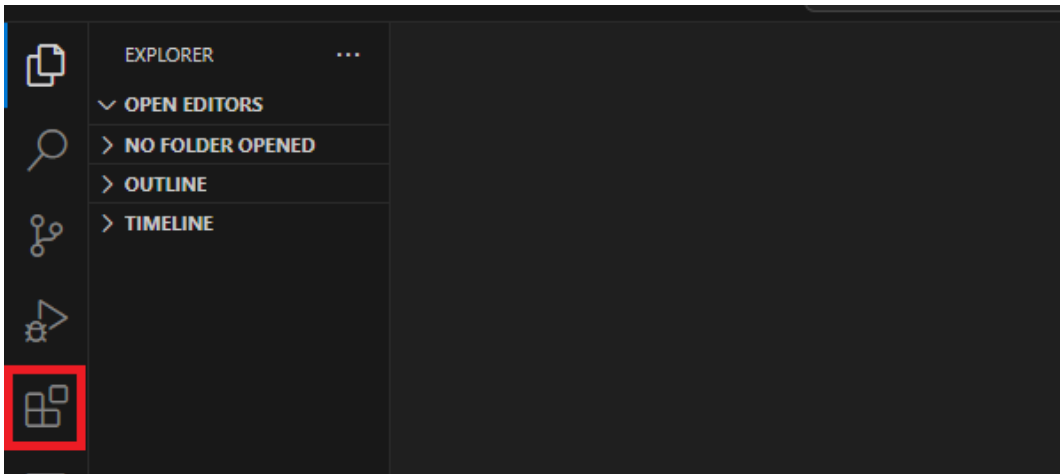 EXPLORER ...
OPEN EDITORS
NO FOLDER OPENED
OUTLINE
TIMELINE